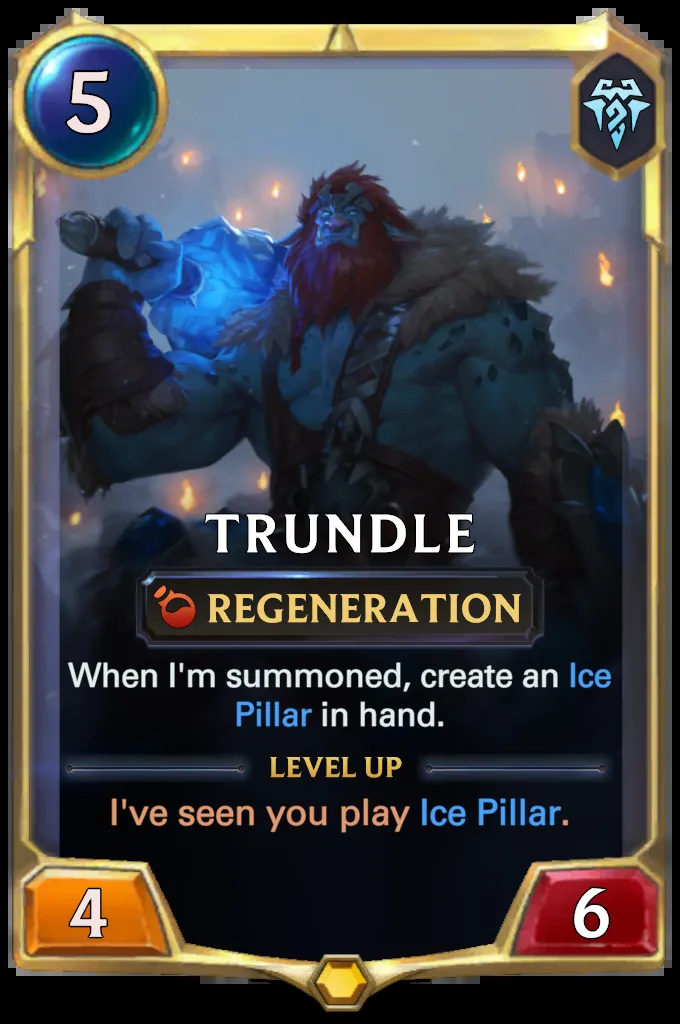 5
TRUNDLE
REGENERATION
When I'm summoned, create an Ice
Pillar in hand.
LEVEL UP
I've seen you play Ice Pillar.
4
6